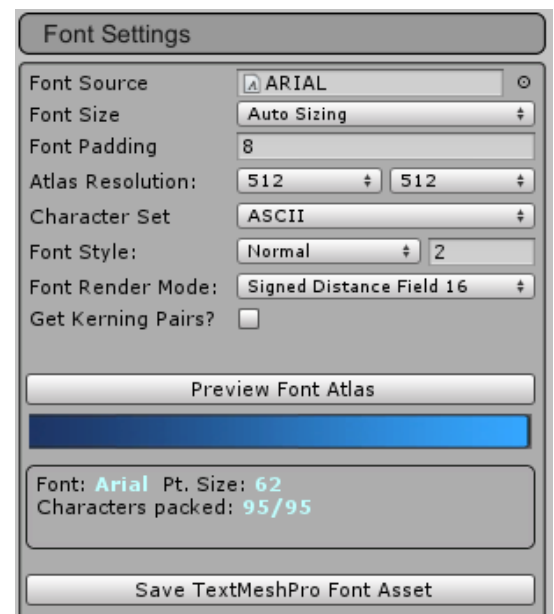 Font Settings
Font Source ARIAL
Font Size Auto Sizing
Font Padding 8
Atlas Resolution: 512 512
Character Set ASCII
Font Style: Normal 2
Font Render Mode: Signed Distance Field 16
Get Kerning Pairs?
Preview Font Atlas
Font: Arial Pt. Size: 62
Characters packed: 95/95
Save TextMeshPro Font Asset